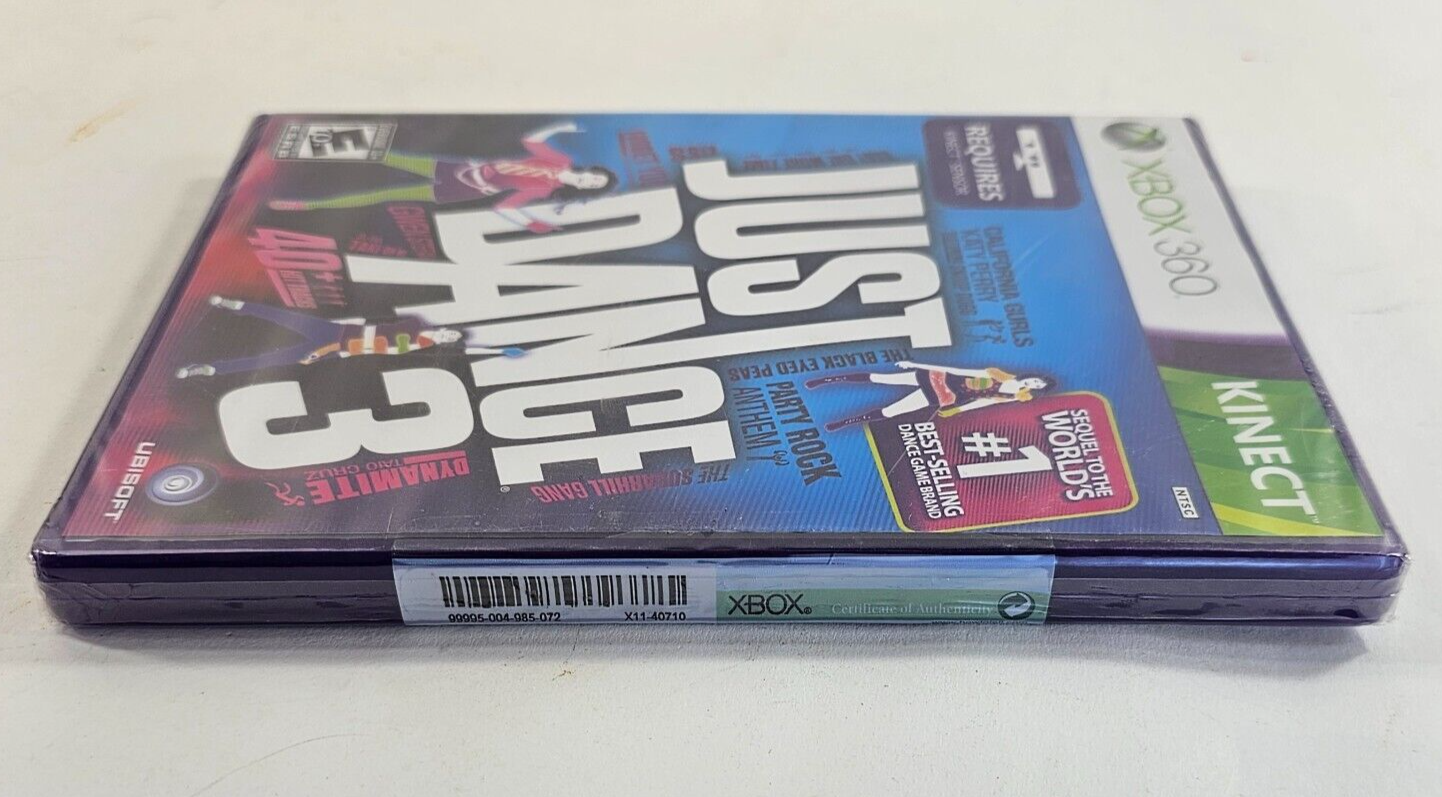 XBOX 360
KINECT™
REQUIRES
KINECT SENSOR
CALIFORNIA GURLS
KATY PERRY
JUST
DANCE®
3
THE BLACK EYED PEAS
PARTY ROCK
ANTHEM
THE SUGARHILL GANG
SEQUEL TO THE
WORLD'S
#1
BEST-SELLING
DANCE GAME BRAND
NTSC
40+
DYNAMITE
TAIO CRUZ
E
UBISOFT
99995-004-985-072
X11-40710
XBOX®
Certificate of Authenticity